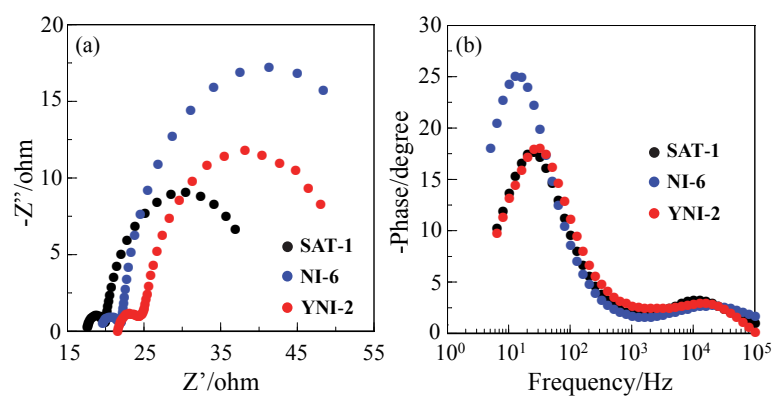 (a)
20
15
10
5
0
-Z''/ohm
SAT-1
NI-6
YNI-2
15 25 35 45 55
Z'/ohm
(b)
30
25
20
15
10
5
0
-Phase/degree
SAT-1
NI-6
YNI-2
10⁰ 10¹ 10² 10³ 10⁴ 10⁵
Frequency/Hz